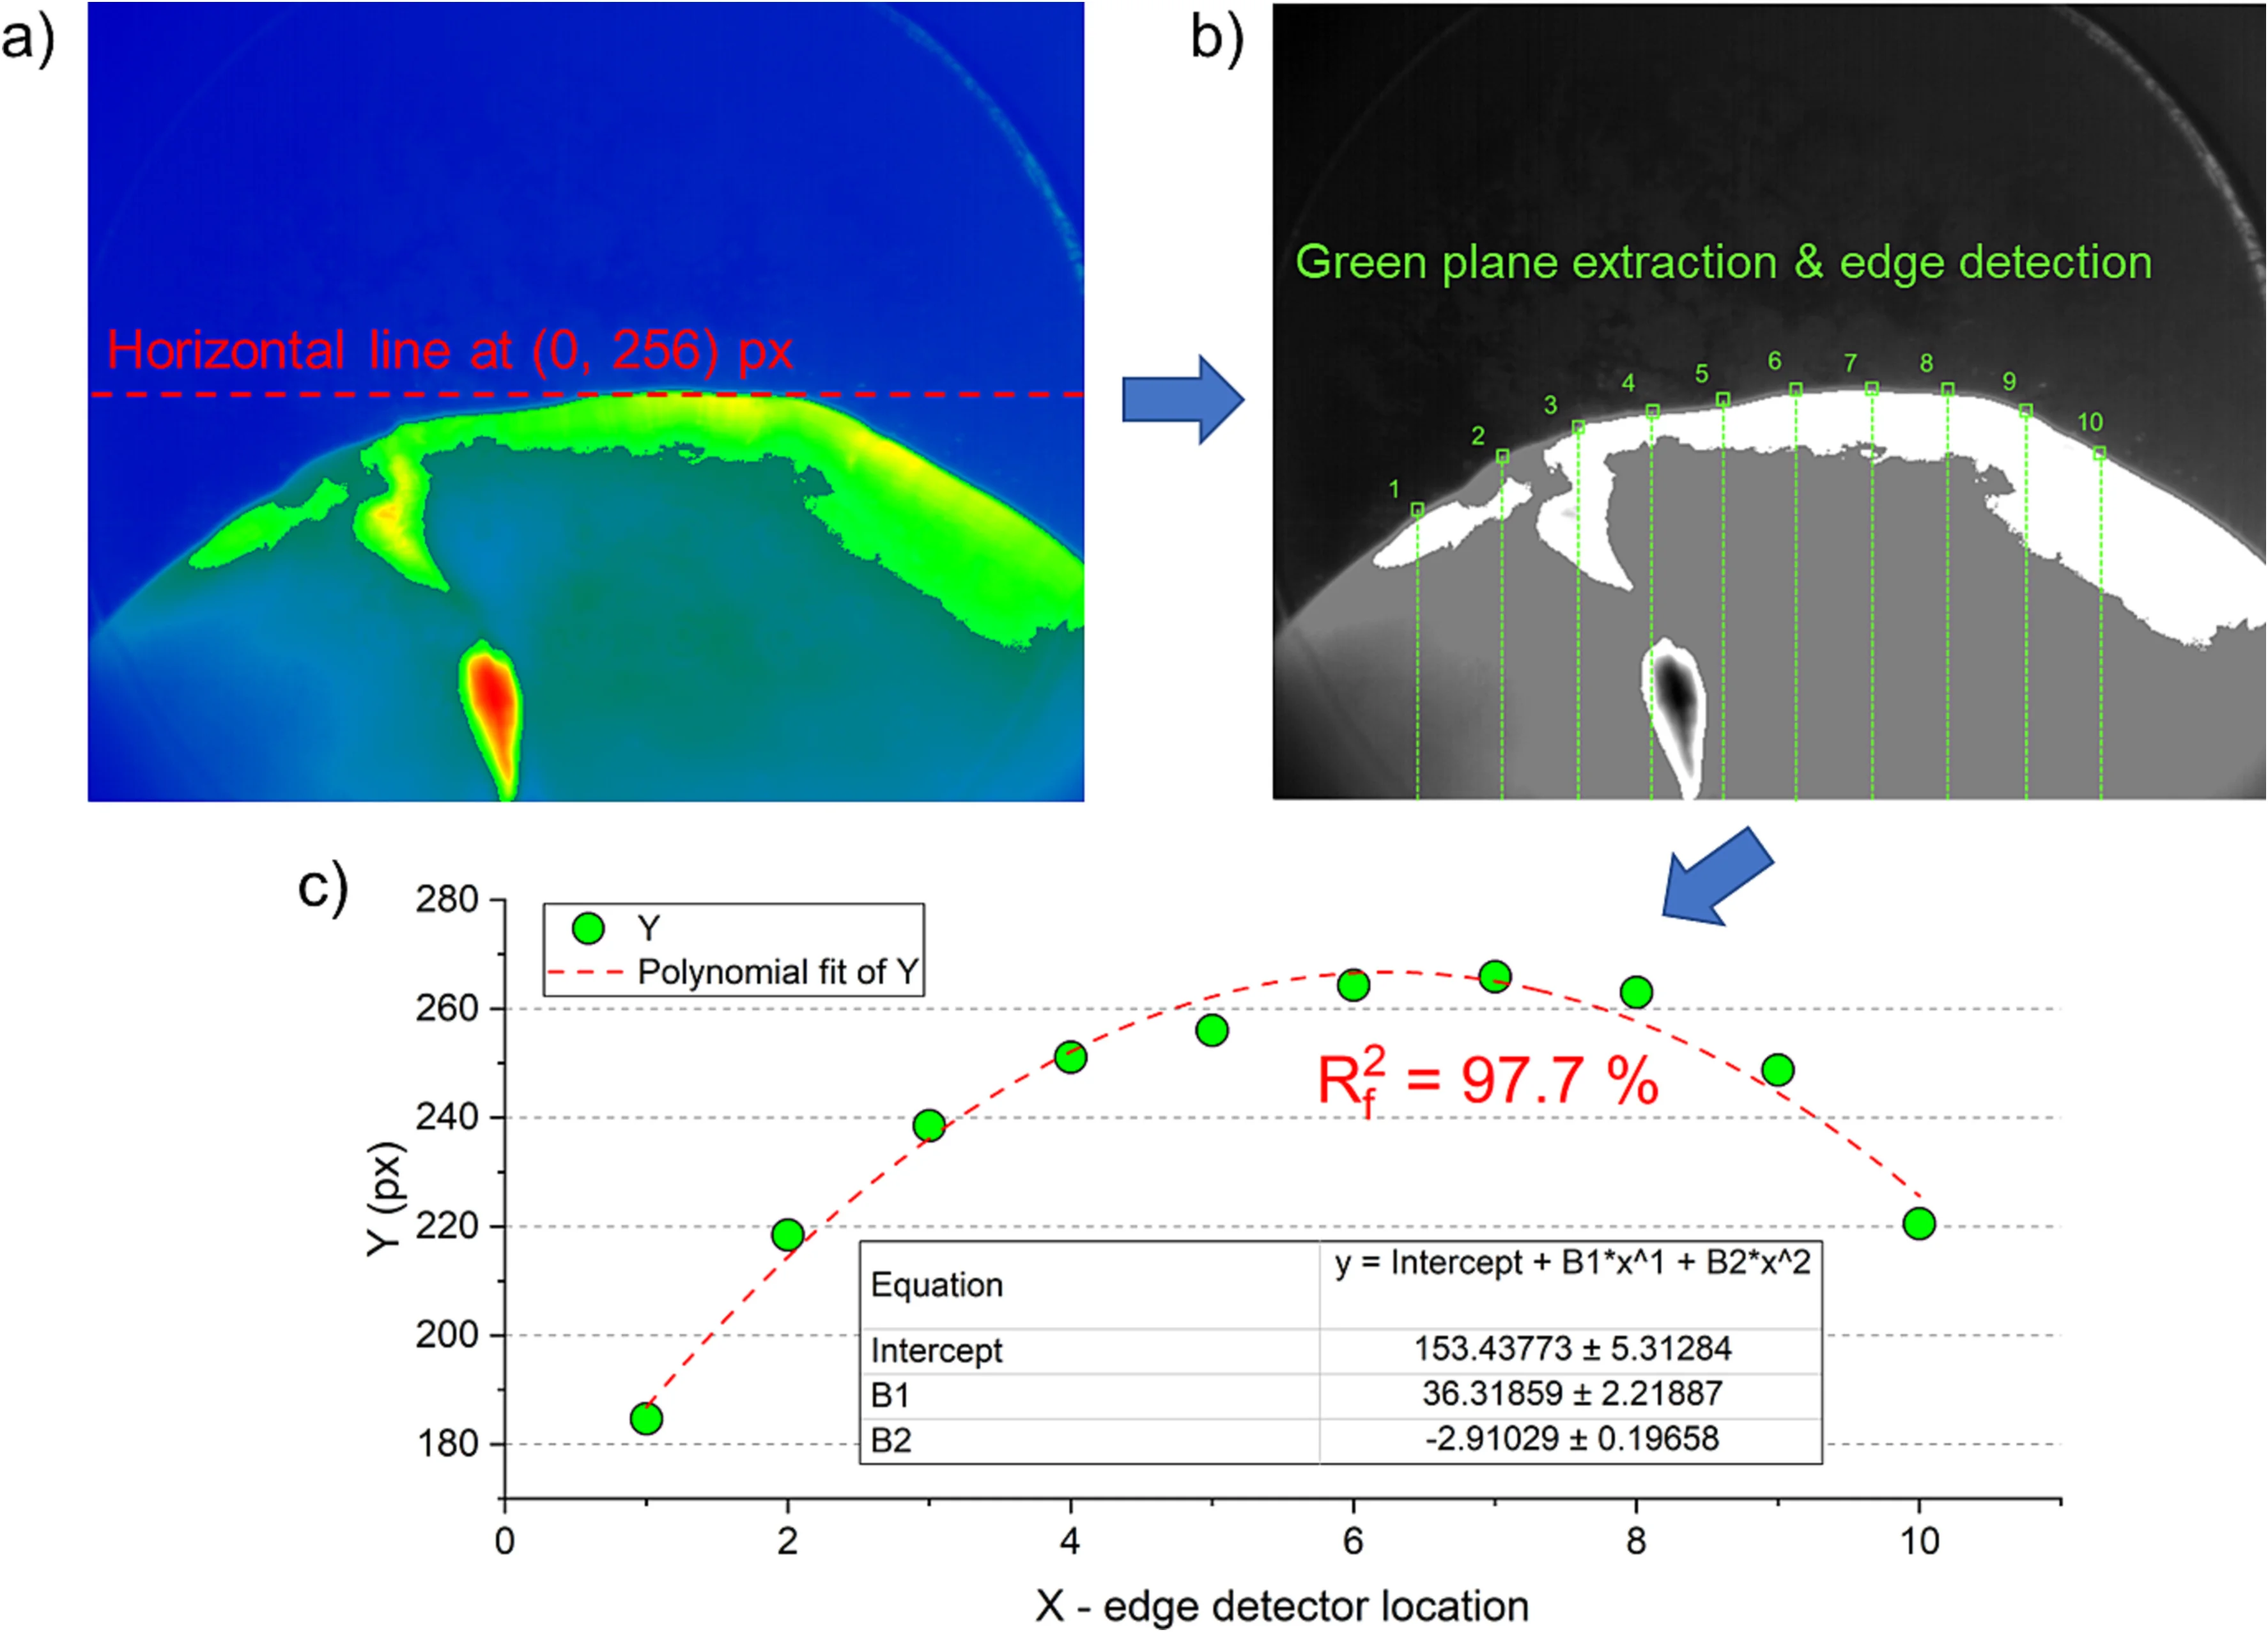 a)
Horizontal line at (0, 256) px
b)
Green plane extraction & edge detection
1
2
3
4
5
6
7
8
9
10
c)
Y
Polynomial fit of Y
R_f^2 = 97.7 %
Y (px)
280
260
240
220
200
180
Equation y = Intercept + B1*x^1 + B2*x^2
Intercept 153.43773 ± 5.31284
B1 36.31859 ± 2.21887
B2 -2.91029 ± 0.19658
0 2 4 6 8 10
X - edge detector location